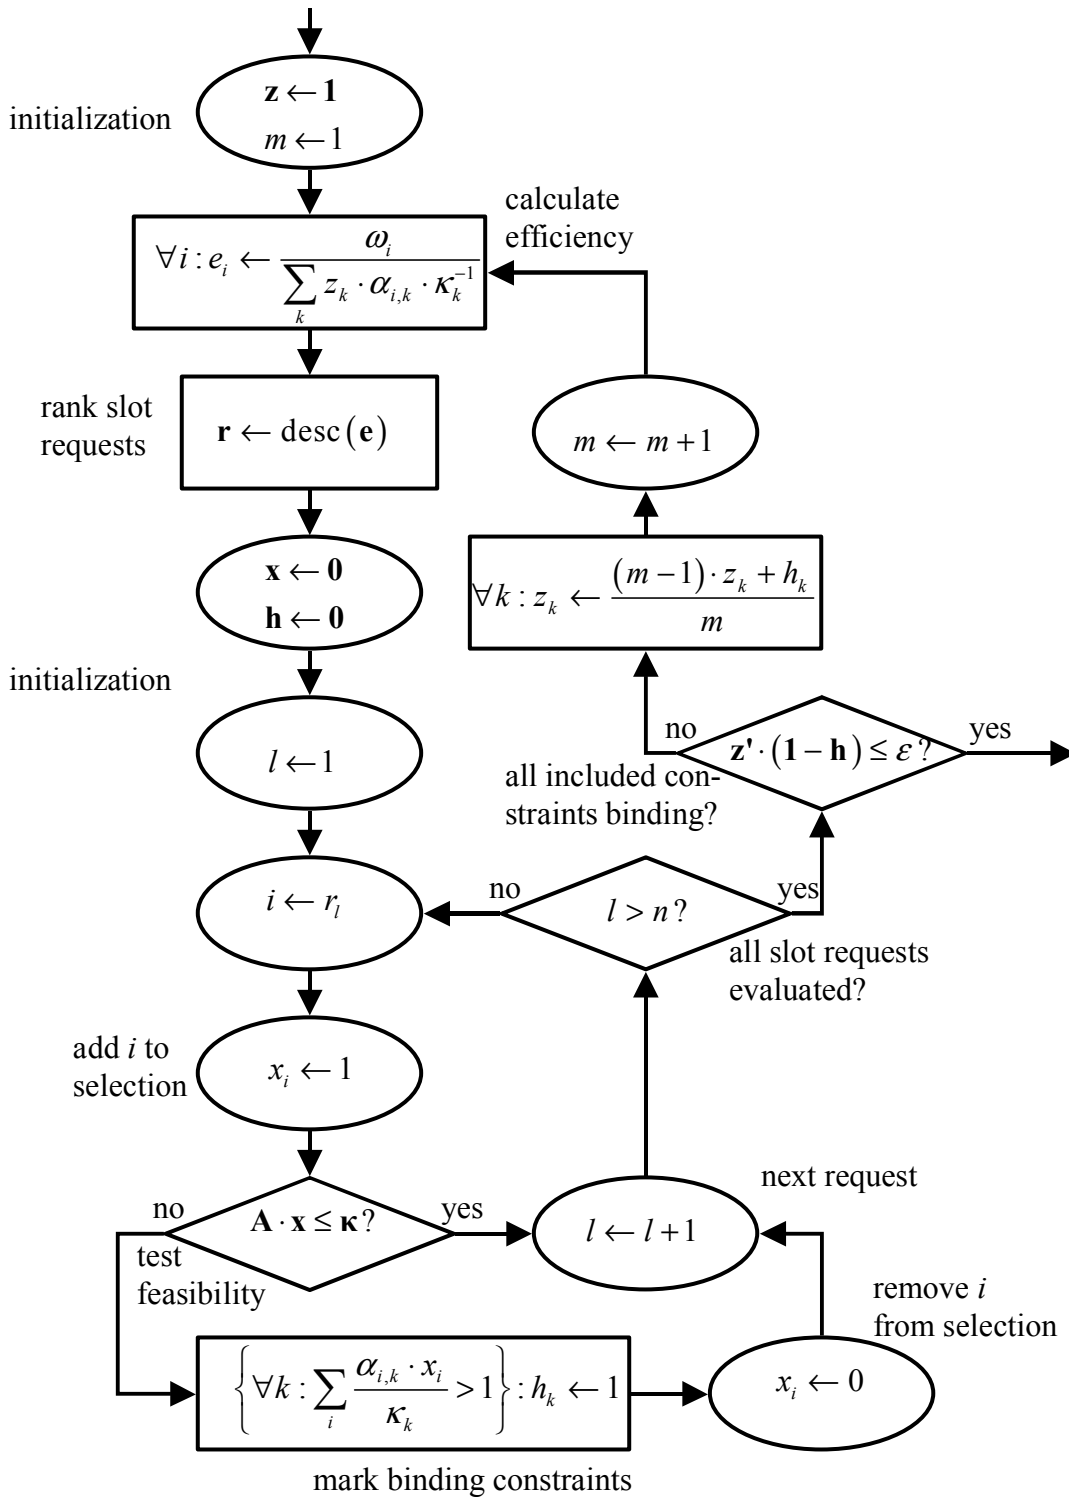 initialization
z ← 1
m ← 1
calculate
efficiency
∀i : e_i ← ω_i / ∑_k z_k · α_{i,k} · κ_k^{-1}
rank slot
requests
r ← desc(e)
m ← m + 1
x ← 0
h ← 0
∀k : z_k ← ((m − 1) · z_k + h_k) / m
initialization
l ← 1
no
z' · (1 − h) ≤ ε ?
yes
all included con-
straints binding?
i ← r_l
no
l > n ?
yes
all slot requests
evaluated?
add i to
selection
x_i ← 1
next request
no
A · x ≤ κ ?
yes
l ← l + 1
test
feasibility
remove i
from selection
{∀k : ∑_i (α_{i,k} · x_i) / κ_k > 1} : h_k ← 1
x_i ← 0
mark binding constraints